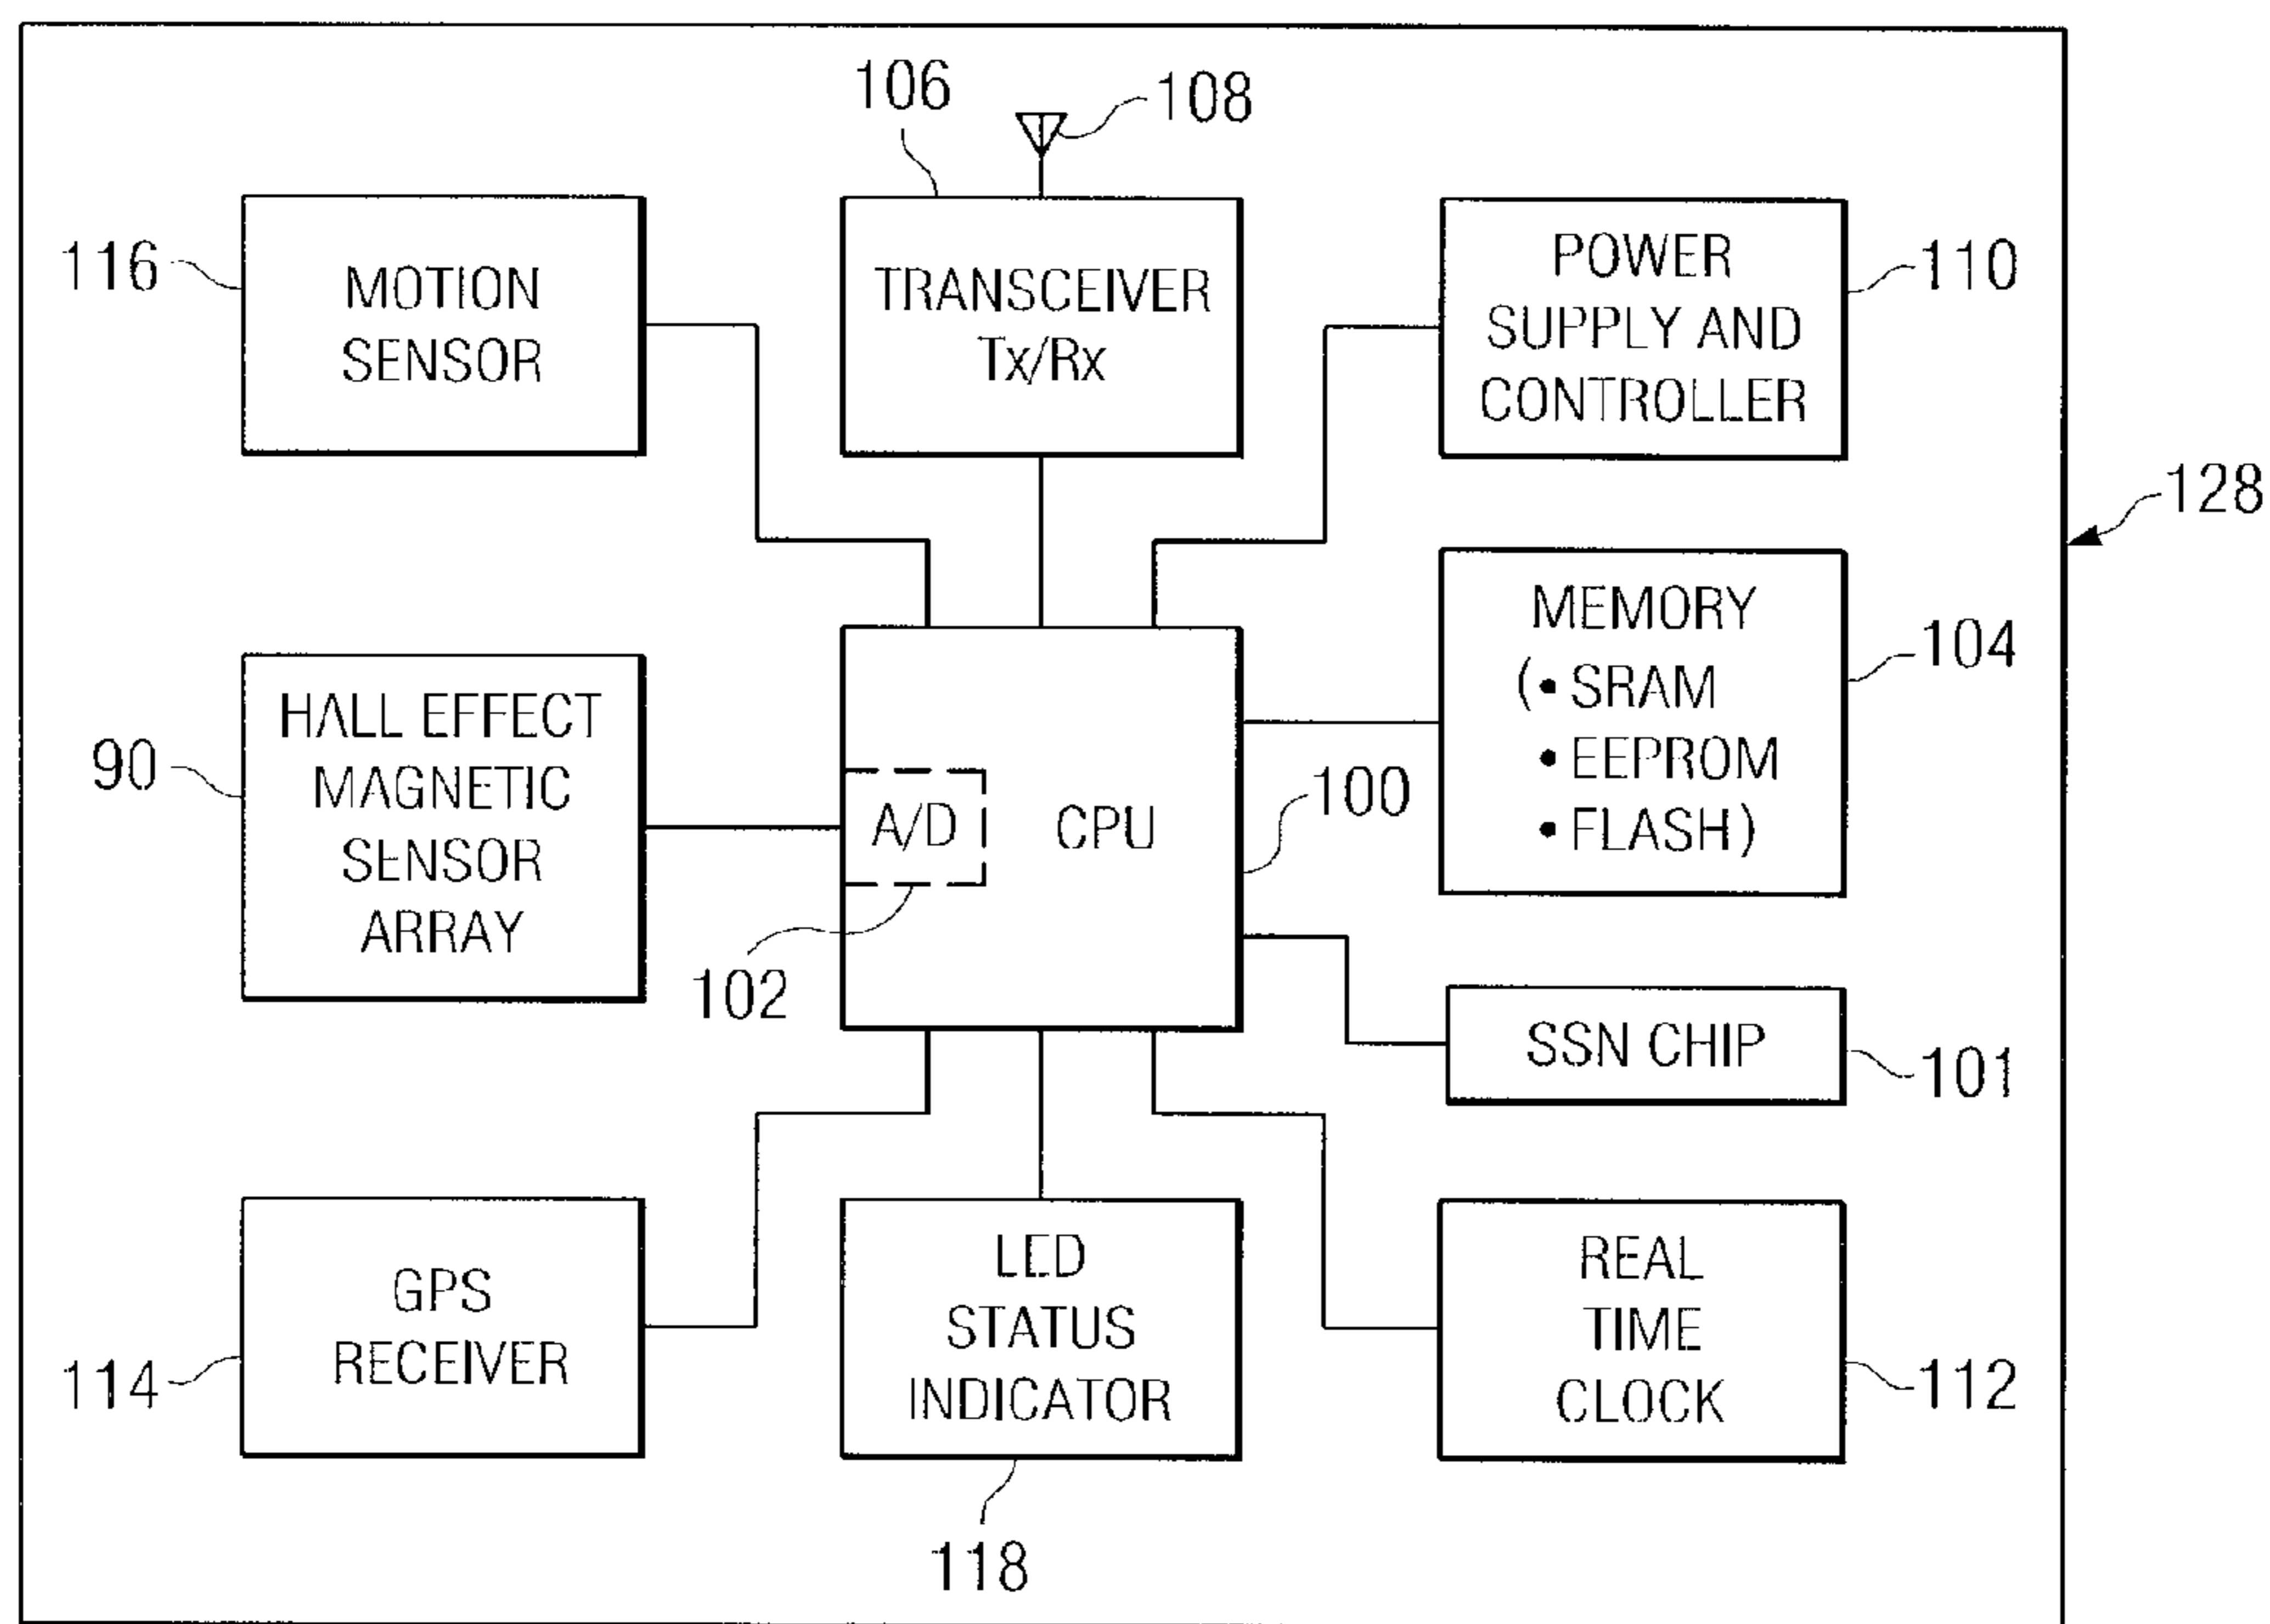 106
108
116
MOTION
SENSOR
TRANSCEIVER
Tx/Rx
POWER
SUPPLY AND
CONTROLLER
110
128
90
HALL EFFECT
MAGNETIC
SENSOR
ARRAY
A/D
CPU
102
100
MEMORY
(• SRAM
• EEPROM
• FLASH)
104
SSN CHIP
101
114
GPS
RECEIVER
LED
STATUS
INDICATOR
118
REAL
TIME
CLOCK
112